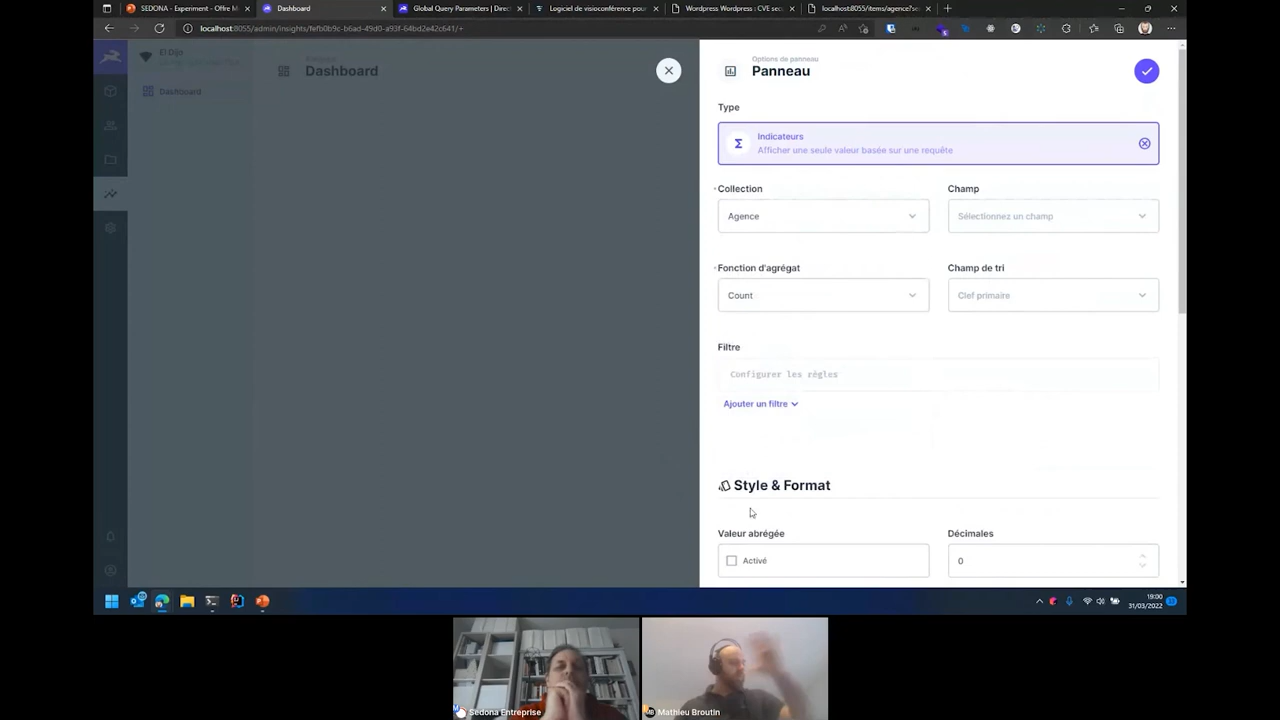 SEDONA - Experiment - Offre M
Dashboard
Global Query Parameters | Direct
Logiciel de visioconférence pour
Wordpress Wordpress : CVE sec
localhost:8055/items/agence?se
localhost:8055/admin/insights/fefb0b9c-b6ad-49d0-a93f-64bd2e42c641/+
El Dijo
Dashboard
Dashboard
Options de panneau
Panneau
Type
Indicateurs
Afficher une seule valeur basée sur une requête
Collection
Champ
Agence
Sélectionnez un champ
Fonction d'agrégat
Champ de tri
Count
Clef primaire
Filtre
Configurer les règles
Ajouter un filtre
Style & Format
Valeur abrégée
Décimales
Activé
0
19:00
31/03/2022
Sedona Entreprise
Mathieu Broutin